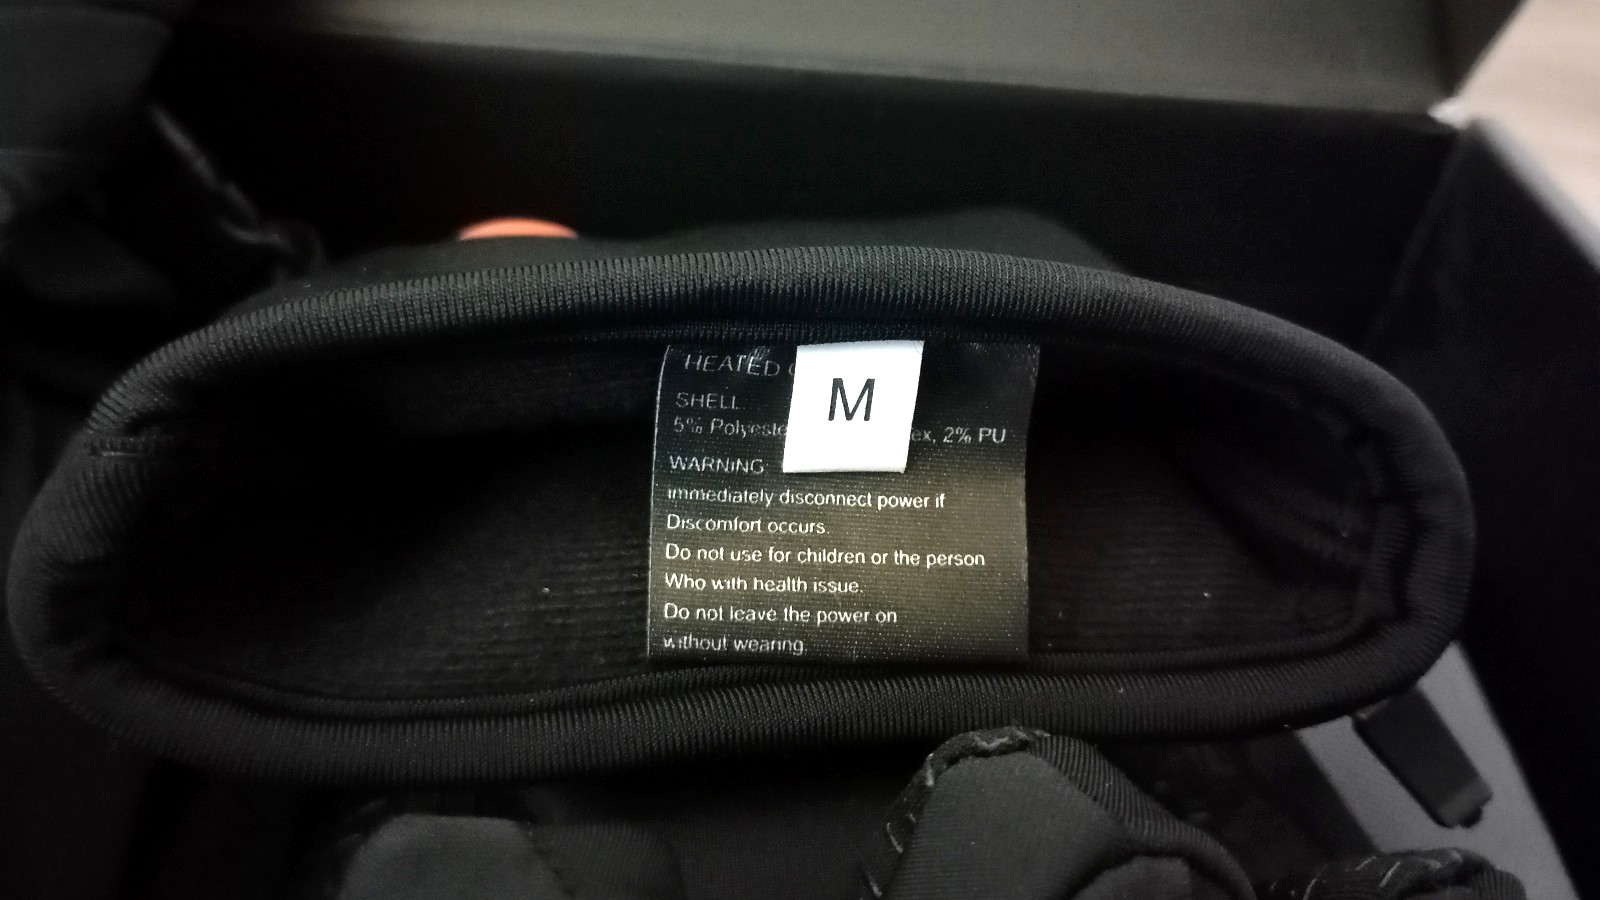 HEATED
M
SHELL:
5% Polyeste ex, 2% PU
WARNING:
Immediately disconnect power if
Discomfort occurs.
Do not use for children or the person
Who with health issue.
Do not leave the power on
without wearing.